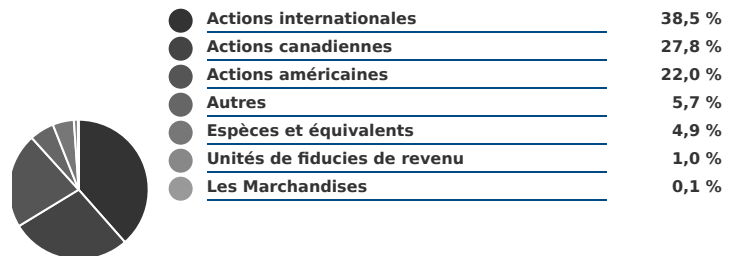 Actions internationales 38,5 %
Actions canadiennes 27,8 %
Actions américaines 22,0 %
Autres 5,7 %
Espèces et équivalents 4,9 %
Unités de fiducies de revenu 1,0 %
Les Marchandises 0,1 %